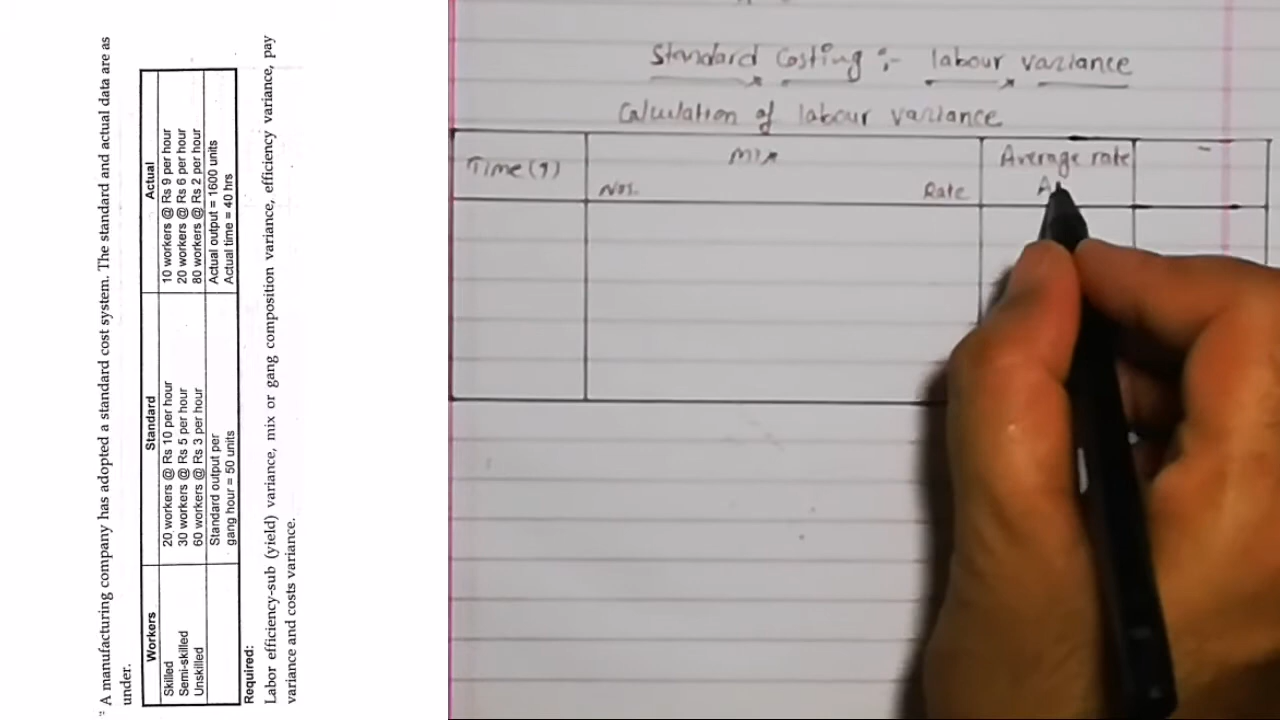 A manufacturing company has adopted a standard cost system. The standard and actual data are as
under.
Workers Standard Actual
Skilled 20 workers @ Rs 10 per hour 10 workers @ Rs 9 per hour
Semi-skilled 30 workers @ Rs 5 per hour 20 workers @ Rs 6 per hour
Unskilled 60 workers @ Rs 3 per hour 80 workers @ Rs 2 per hour
Standard output per Actual output = 1600 units
gang hour = 50 units Actual time = 40 hrs
Required:
Labor efficiency-sub (yield) variance, mix or gang composition variance, efficiency variance, pay
variance and costs variance.
Standard Costing :- labour variance
Calculation of labour variance
Time Mix Average rate
Nos. Rate